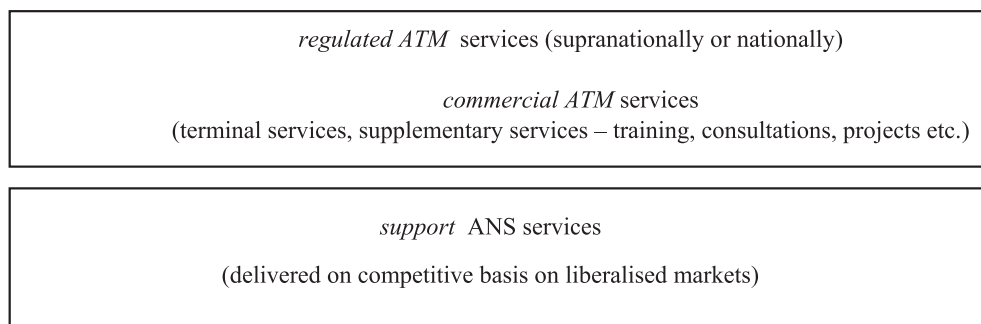 regulated ATM services (supranationally or nationally)
commercial ATM services
(terminal services, supplementary services – training, consultations, projects etc.)
support ANS services
(delivered on competitive basis on liberalised markets)